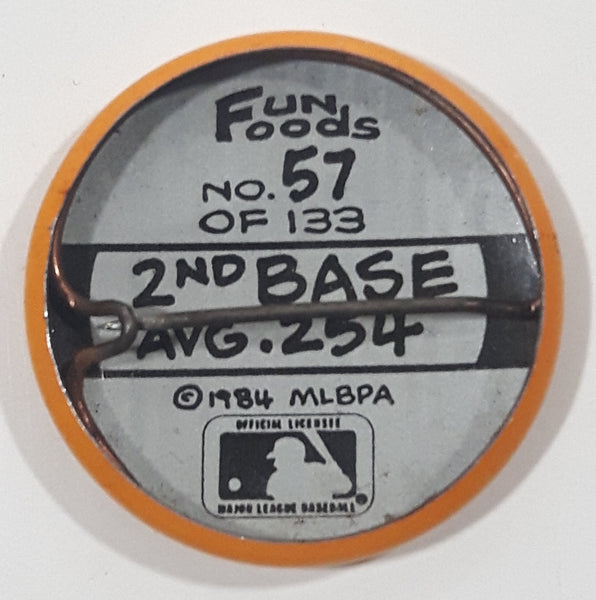 Fun
Foods
NO. 57
OF 133
2ND BASE
AVG. .254
© 1984 MLBPA
OFFICIAL LICENSEE
MAJOR LEAGUE BASEBALL®